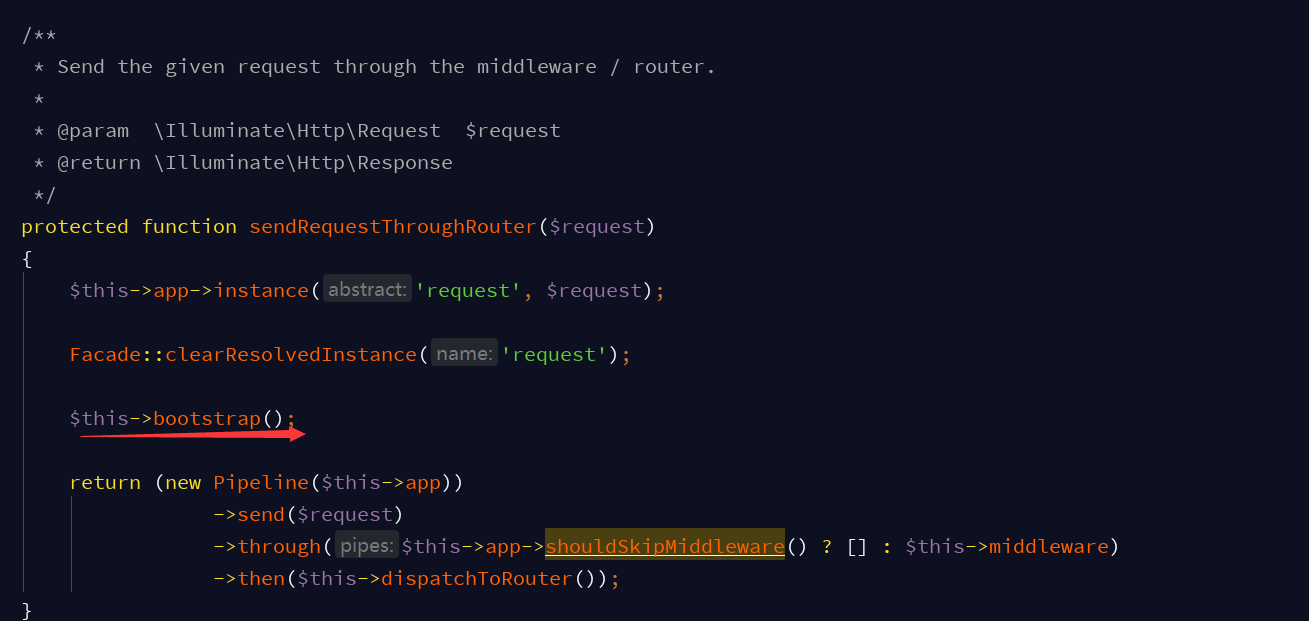 /**
 * Send the given request through the middleware / router.
 *
 * @param  \Illuminate\Http\Request  $request
 * @return \Illuminate\Http\Response
 */
protected function sendRequestThroughRouter($request)
{
    $this->app->instance( abstract: 'request', $request);
    Facade::clearResolvedInstance( name: 'request');
    $this->bootstrap();
    return (new Pipeline($this->app))
                ->send($request)
                ->through( pipes: $this->app->shouldSkipMiddleware() ? [] : $this->middleware)
                ->then($this->dispatchToRouter());
}